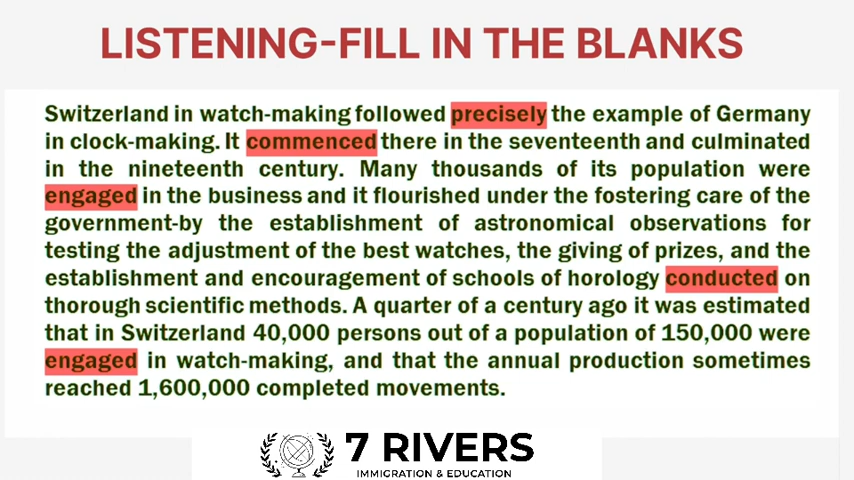 LISTENING-FILL IN THE BLANKS
Switzerland in watch-making followed precisely the example of Germany
in clock-making. It commenced there in the seventeenth and culminated
in the nineteenth century. Many thousands of its population were
engaged in the business and it flourished under the fostering care of the
government-by the establishment of astronomical observations for
testing the adjustment of the best watches, the giving of prizes, and the
establishment and encouragement of schools of horology conducted on
thorough scientific methods. A quarter of a century ago it was estimated
that in Switzerland 40,000 persons out of a population of 150,000 were
engaged in watch-making, and that the annual production sometimes
reached 1,600,000 completed movements.
7 RIVERS
IMMIGRATION & EDUCATION